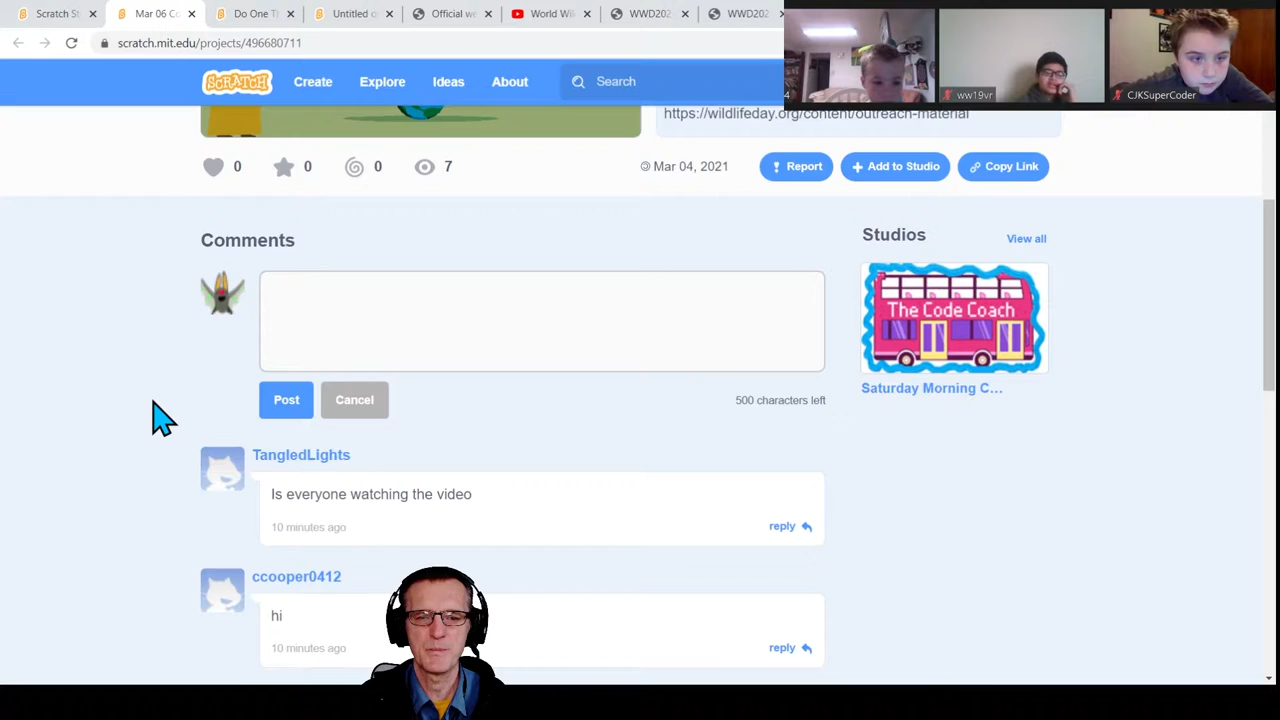 Scratch St
Mar 06 C
Do One T
Untitled
Official we
World Wil
WWD202
WWD202
scratch.mit.edu/projects/496680711
SCRATCH
Create
Explore
Ideas
About
Search
4
ww19vr
CJKSuperCoder
https://wildlifeday.org/content/outreach-material
0
0
0
7
Mar 04, 2021
Report
Add to Studio
Copy Link
Comments
Studios
View all
The Code Coach
Saturday Morning C...
Post
Cancel
500 characters left
TangledLights
Is everyone watching the video
10 minutes ago
reply
ccooper0412
hi
10 minutes ago
reply